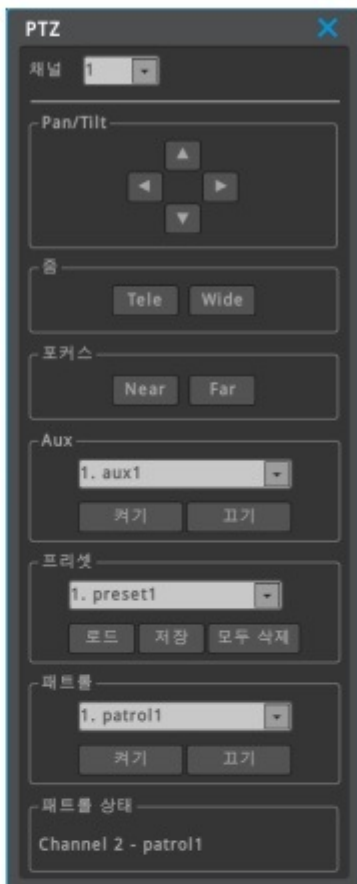 PTZ
채널 1
Pan/Tilt
줌
Tele Wide
포커스
Near Far
Aux
1. aux1
켜기 끄기
프리셋
1. preset1
로드 저장 모두 삭제
패트롤
1. patrol1
켜기 끄기
패트롤 상태
Channel 2 - patrol1